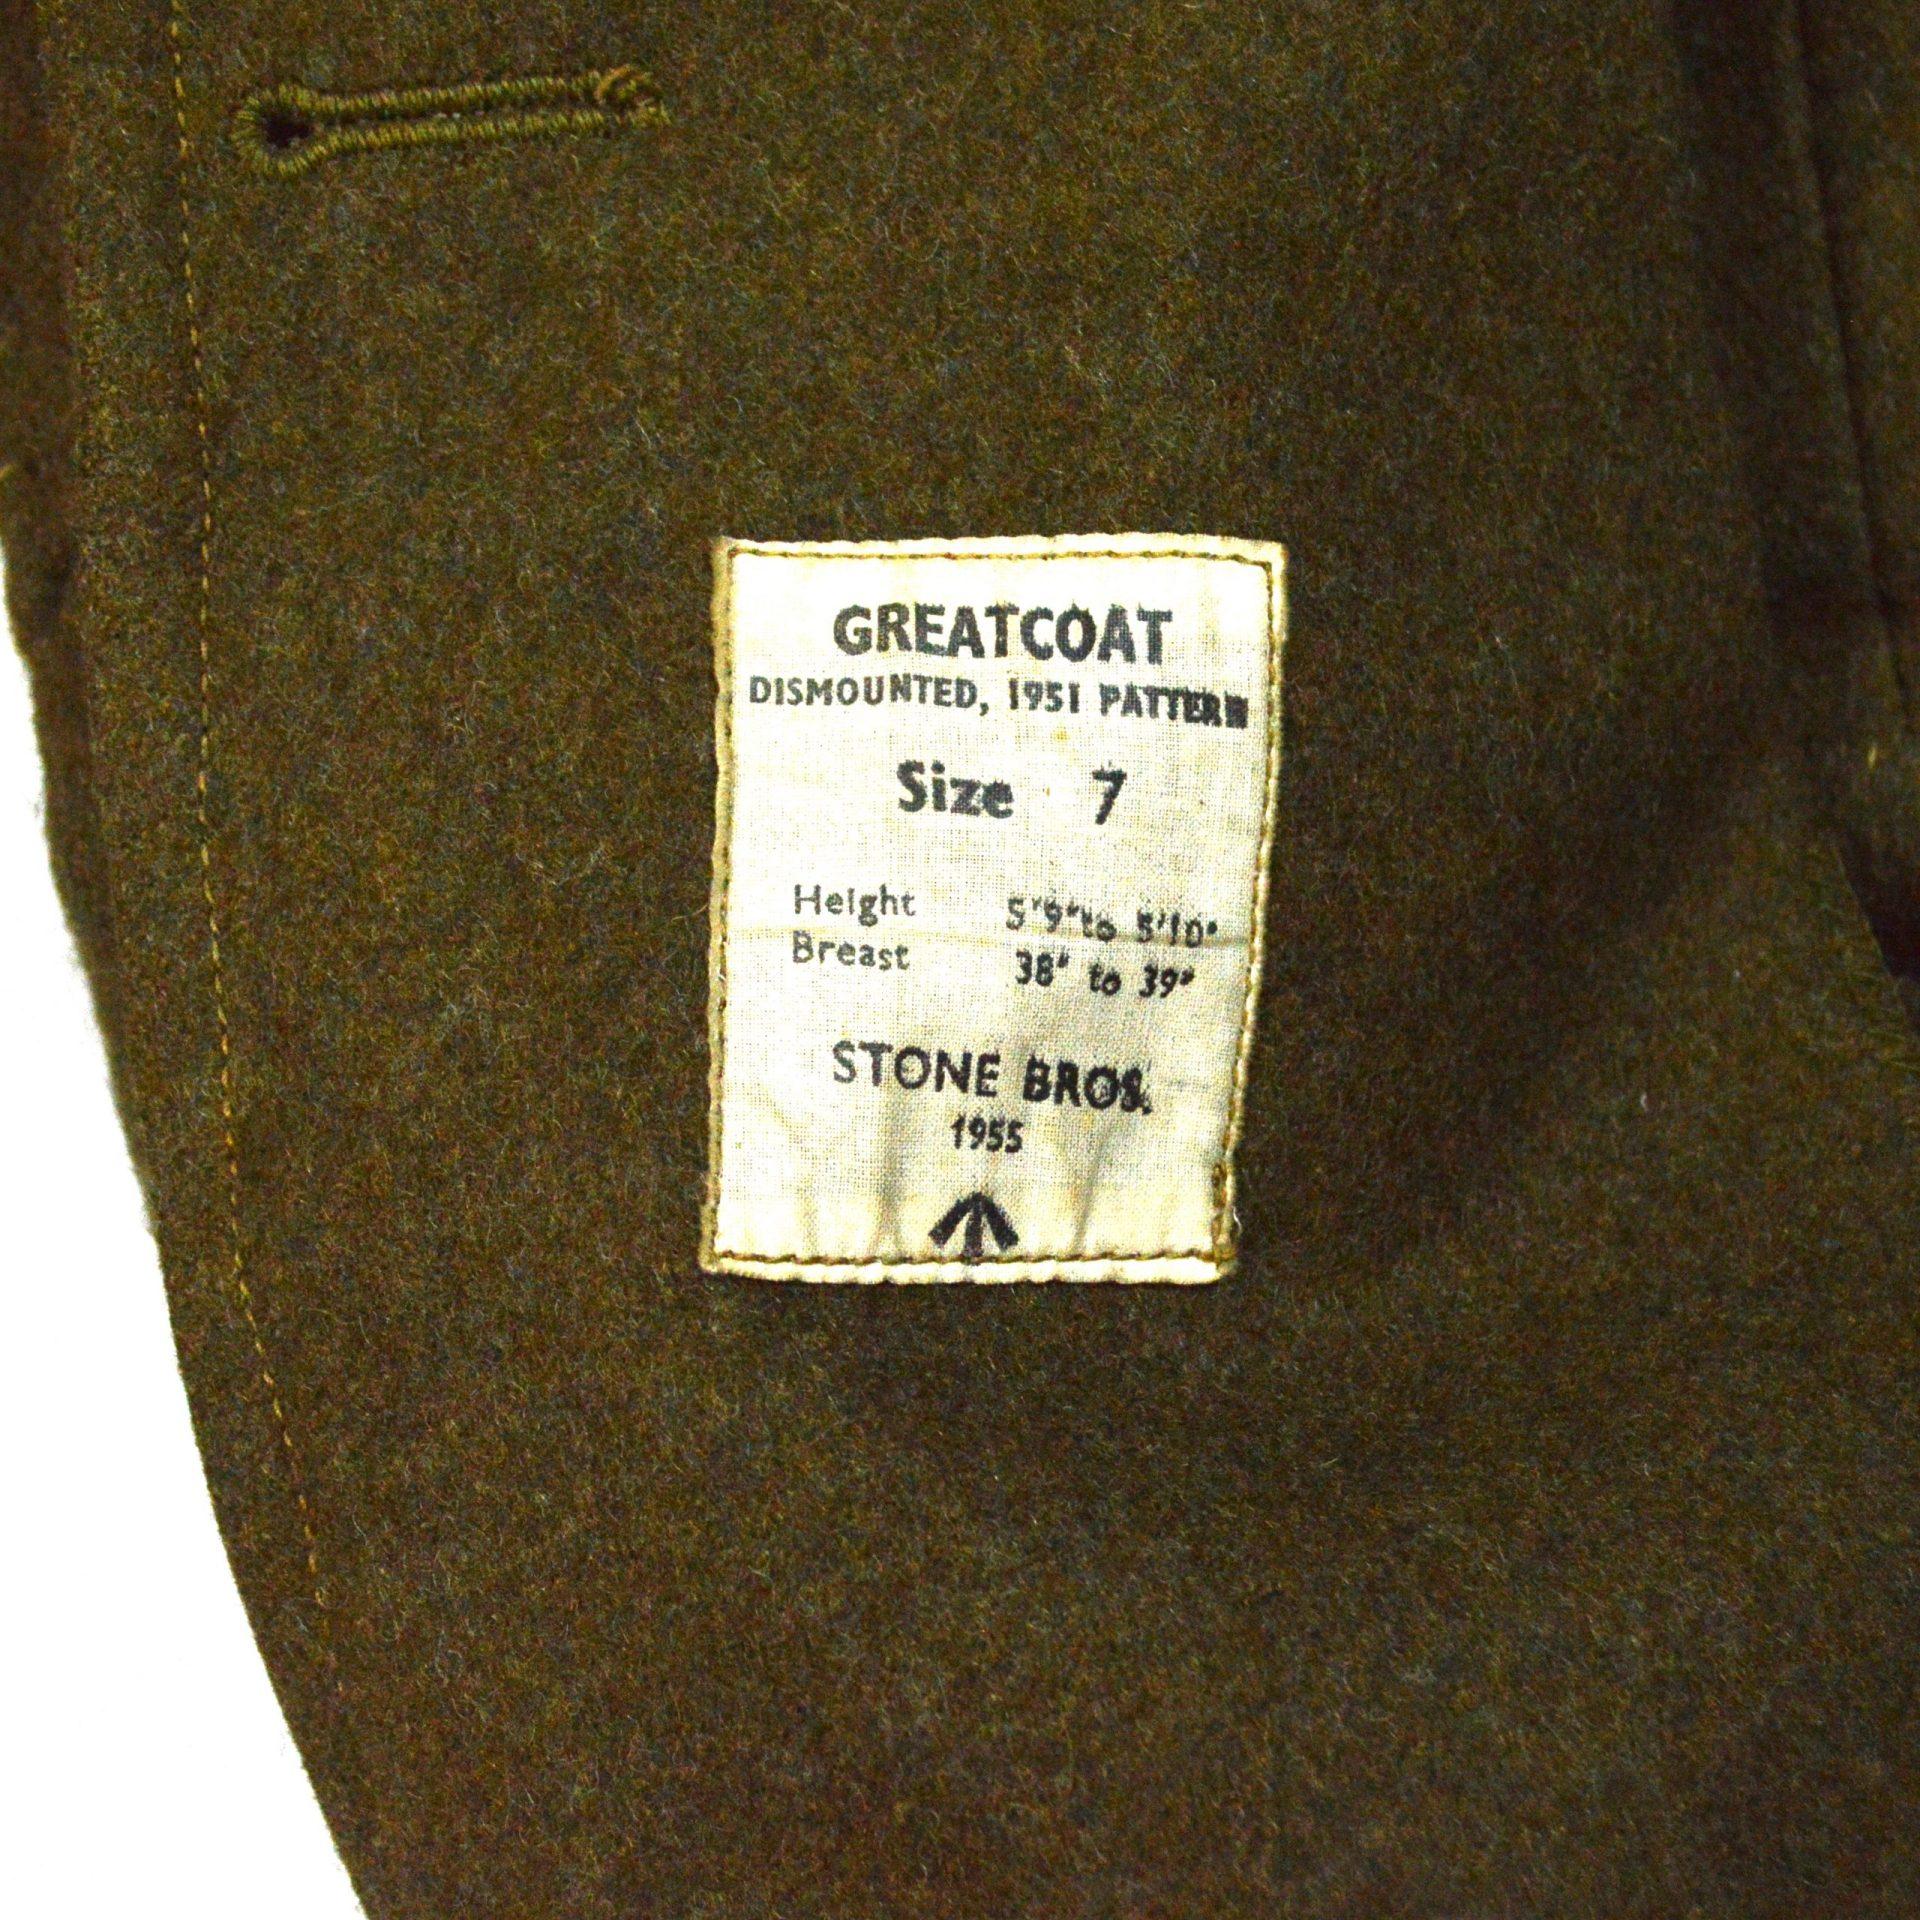 GREATCOAT
DISMOUNTED, 1951 PATTERN
Size 7
Height 5'9" to 5'10"
Breast 38" to 39"
STONE BROS.
1955